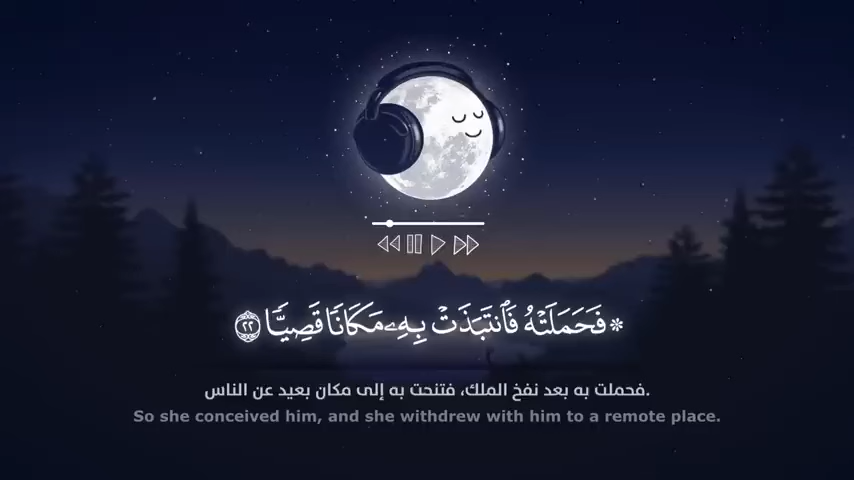 ۞ فَحَمَلَتْهُ فَٱنتَبَذَتْ بِهِۦ مَكَانًا قَصِيًّا ٢٢
فحملت به بعد نفخ الملك، فتنحت به إلى مكان بعيد عن الناس.
So she conceived him, and she withdrew with him to a remote place.